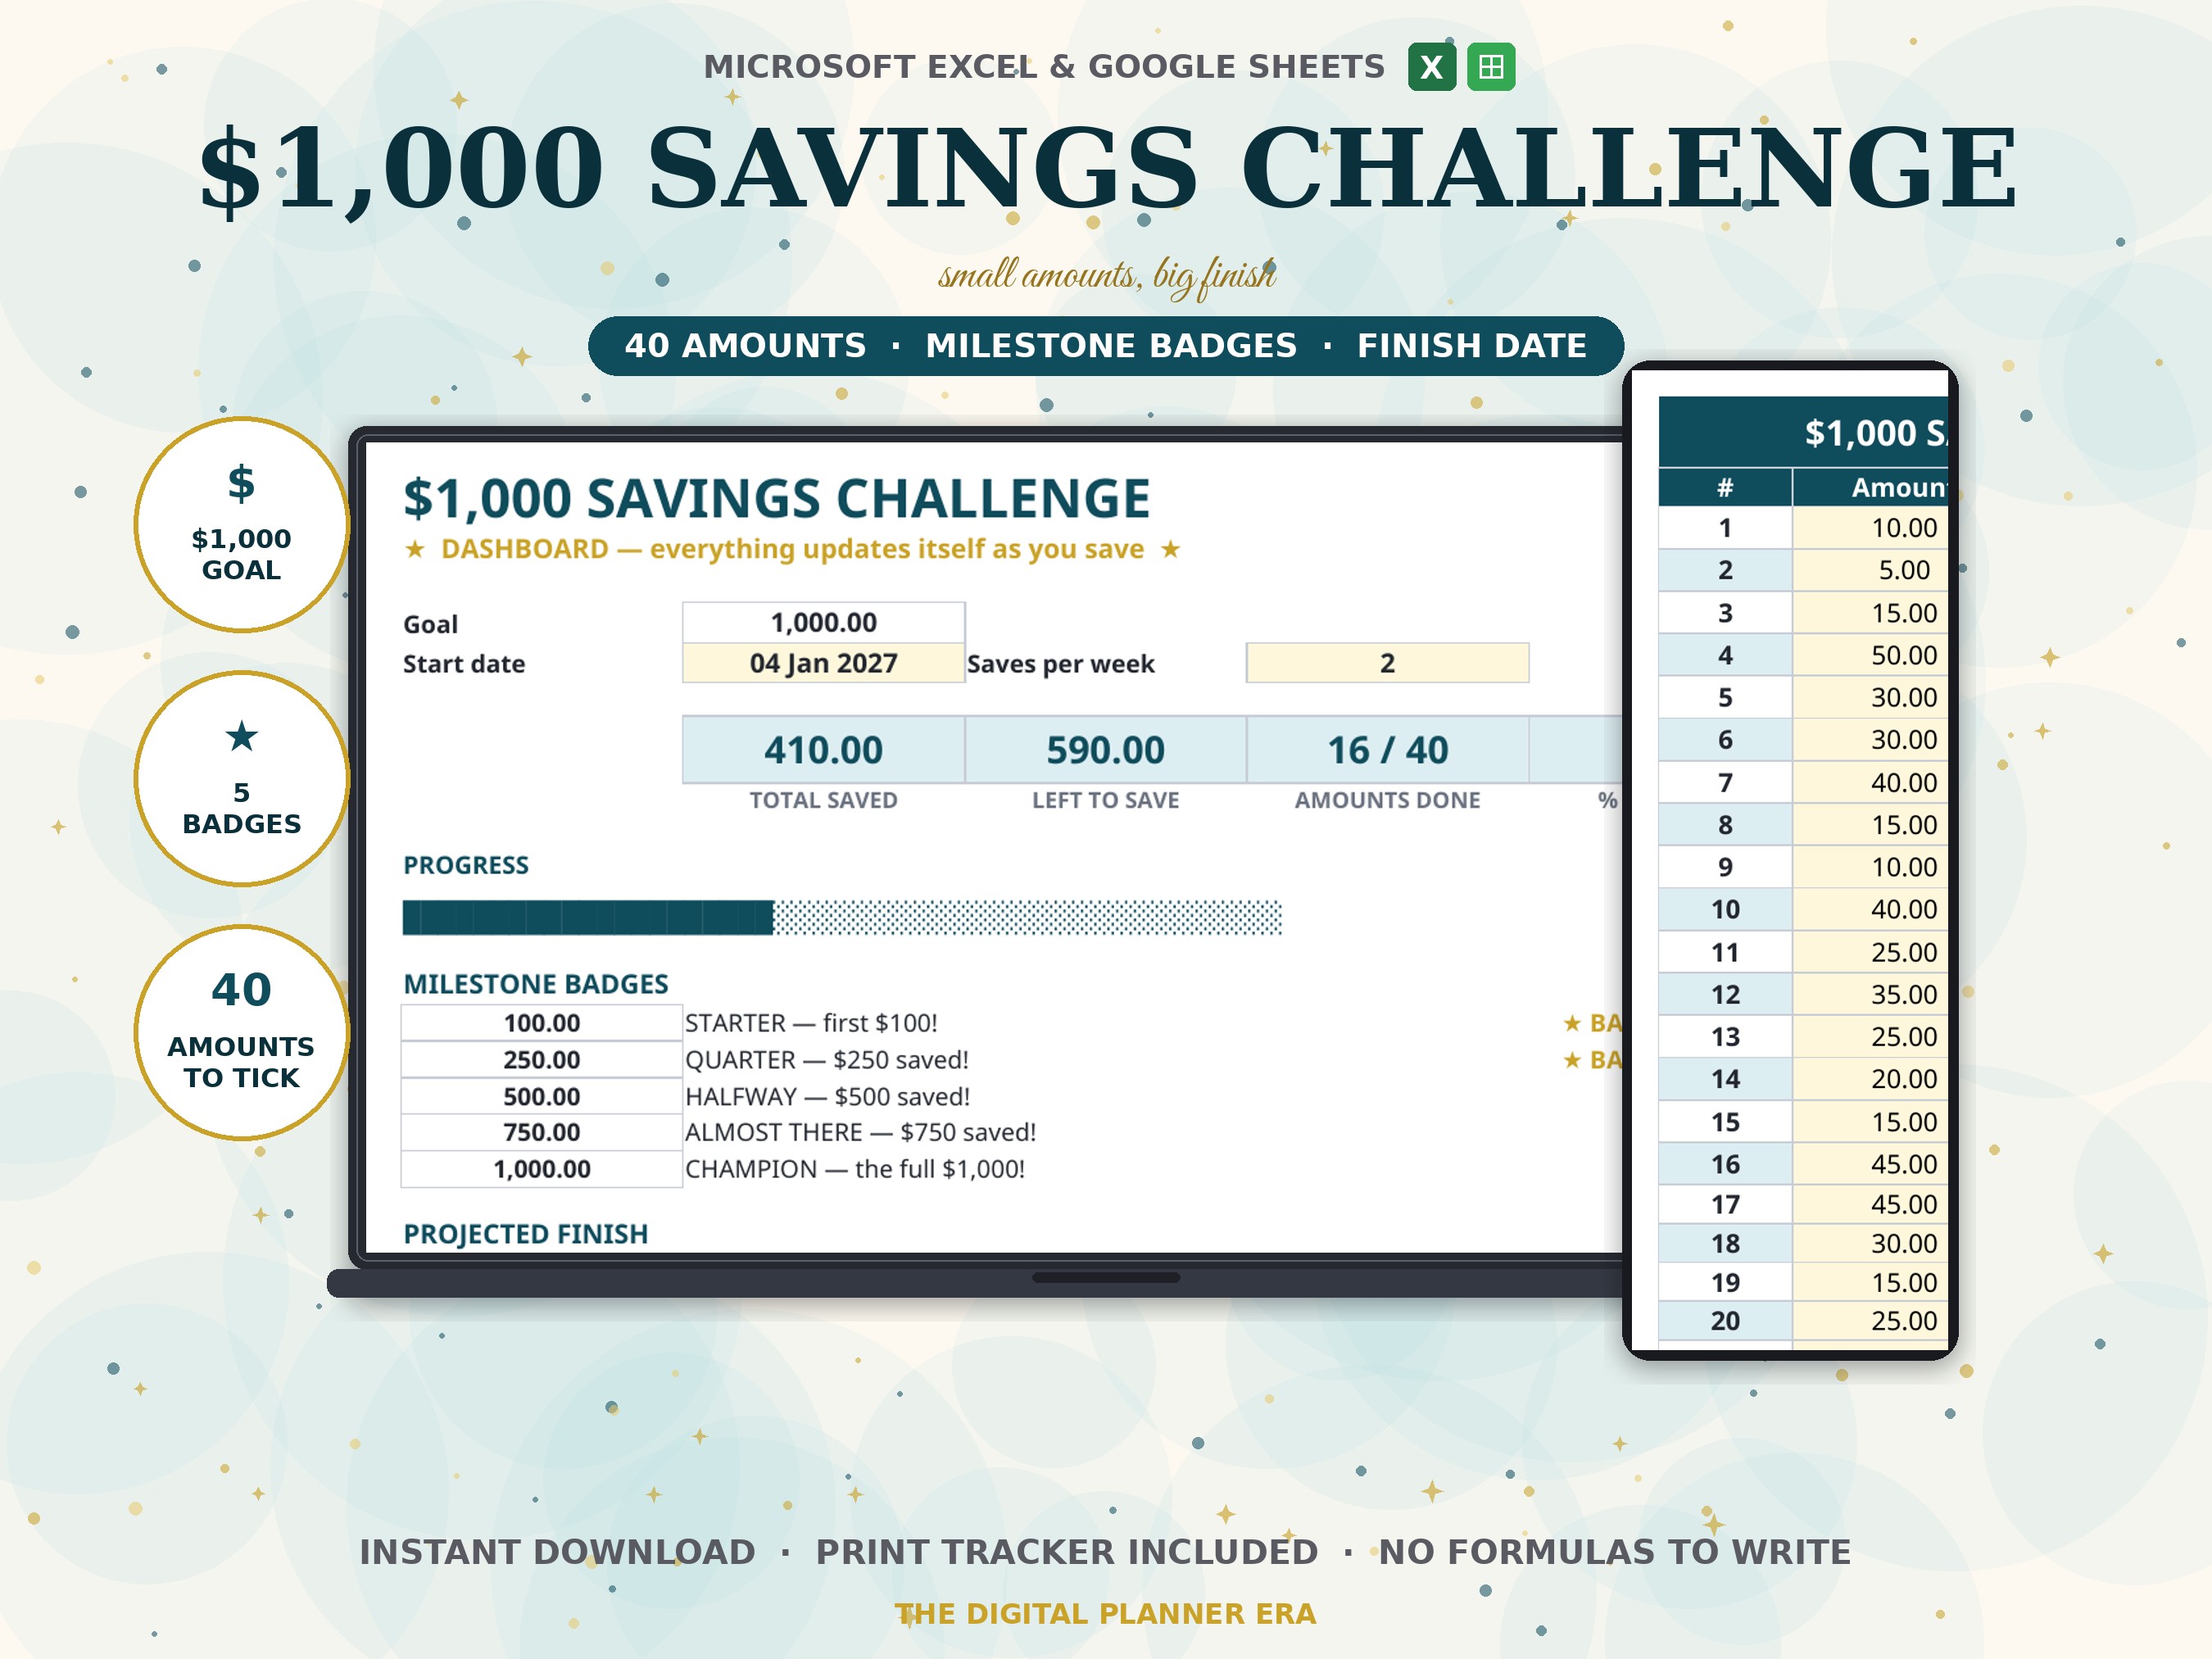 MICROSOFT EXCEL & GOOGLE SHEETS X
$1,000 SAVINGS CHALLENGE
small amounts, big finish
40 AMOUNTS · MILESTONE BADGES · FINISH DATE
$
$1,000
GOAL
★
5
BADGES
40
AMOUNTS
TO TICK
$1,000 SAVINGS CHALLENGE
★ DASHBOARD — everything updates itself as you save ★
Goal 1,000.00
Start date 04 Jan 2027 Saves per week 2
410.00 590.00 16 / 40
TOTAL SAVED LEFT TO SAVE AMOUNTS DONE %
PROGRESS
MILESTONE BADGES
100.00 STARTER — first $100! ★ BA
250.00 QUARTER — $250 saved! ★ BA
500.00 HALFWAY — $500 saved!
750.00 ALMOST THERE — $750 saved!
1,000.00 CHAMPION — the full $1,000!
PROJECTED FINISH
$1,000 SA
# Amoun
1 10.00
2 5.00
3 15.00
4 50.00
5 30.00
6 30.00
7 40.00
8 15.00
9 10.00
10 40.00
11 25.00
12 35.00
13 25.00
14 20.00
15 15.00
16 45.00
17 45.00
18 30.00
19 15.00
20 25.00
INSTANT DOWNLOAD · PRINT TRACKER INCLUDED · NO FORMULAS TO WRITE
THE DIGITAL PLANNER ERA